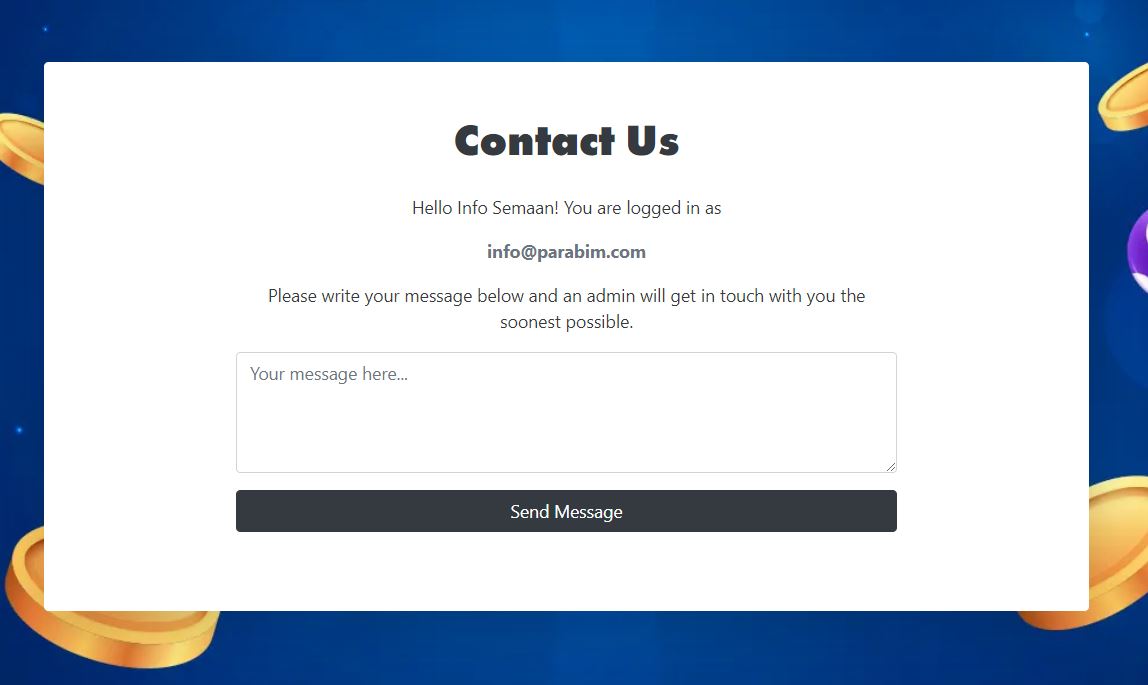 Contact Us
Hello Info Semaan! You are logged in as
info@parabim.com
Please write your message below and an admin will get in touch with you the
soonest possible.
Your message here...
Send Message